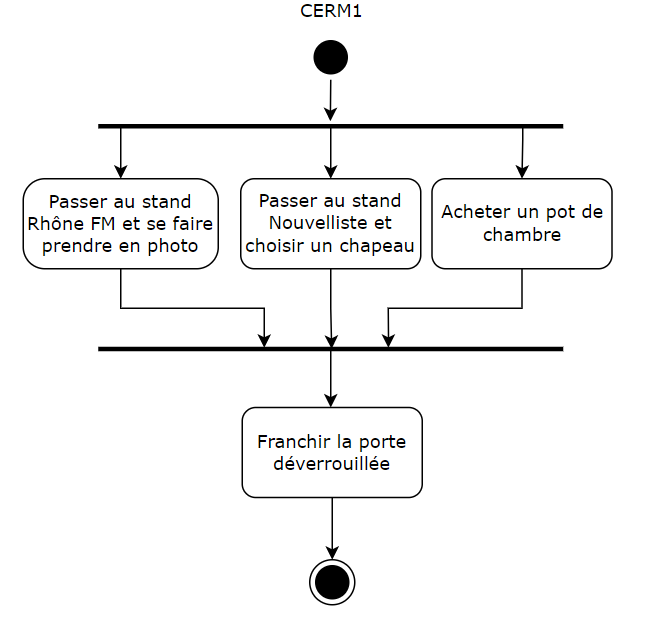 CERM1
Passer au stand
Rhône FM et se faire
prendre en photo
Passer au stand
Nouvelliste et
choisir un chapeau
Acheter un pot de
chambre
Franchir la porte
déverrouillée